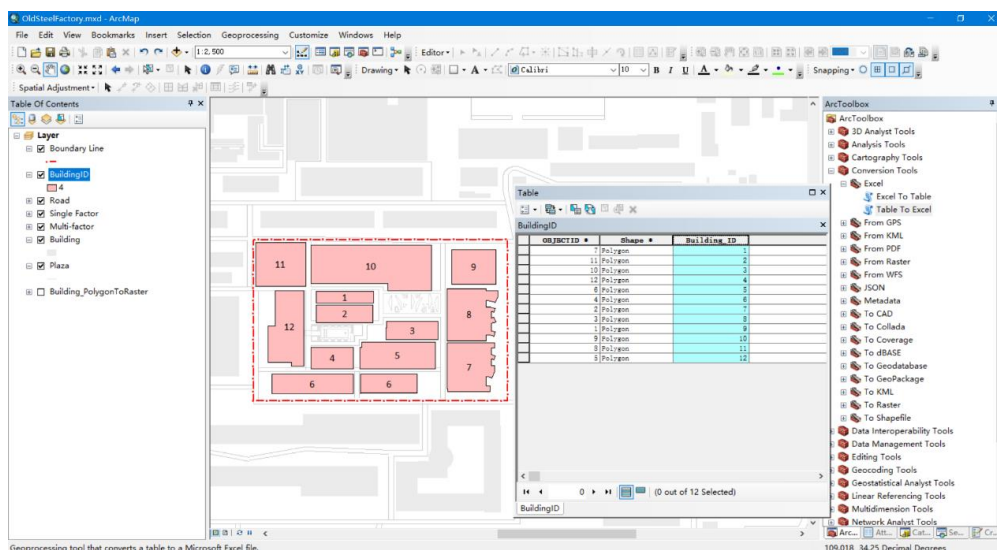 OldSteelFactory.mxd - ArcMap
File Edit View Bookmarks Insert Selection Geoprocessing Customize Windows Help
1:2,500
Editor
Drawing
Calibri
10
B I U A
Snapping
Spatial Adjustment
Table Of Contents
Layer
Boundary Line
BuildingID
4
Road
Single Factor
Multi-factor
Building
Plaza
Building_PolygonToRaster
11
10
9
1
2
12
3
8
4
5
7
6
6
Table
BuildingID
OBJECTID * Shape * Building_ID
7 Polygon 1
11 Polygon 2
10 Polygon 3
12 Polygon 4
6 Polygon 5
4 Polygon 6
2 Polygon 7
3 Polygon 8
1 Polygon 9
9 Polygon 10
8 Polygon 11
5 Polygon 12
0
(0 out of 12 Selected)
BuildingID
ArcToolbox
ArcToolbox
3D Analyst Tools
Analysis Tools
Cartography Tools
Conversion Tools
Excel
Excel To Table
Table To Excel
From GPS
From KML
From PDF
From Raster
From WFS
JSON
Metadata
To CAD
To Collada
To Coverage
To dBASE
To Geodatabase
To GeoPackage
To KML
To Raster
To Shapefile
Data Interoperability Tools
Data Management Tools
Editing Tools
Geocoding Tools
Geostatistical Analyst Tools
Linear Referencing Tools
Multidimension Tools
Network Analyst Tools
Arc... Att... Cat... Se... Cr...
Geoprocessing tool that converts a table to a Microsoft Excel file.
109.018 34.25 Decimal Degrees